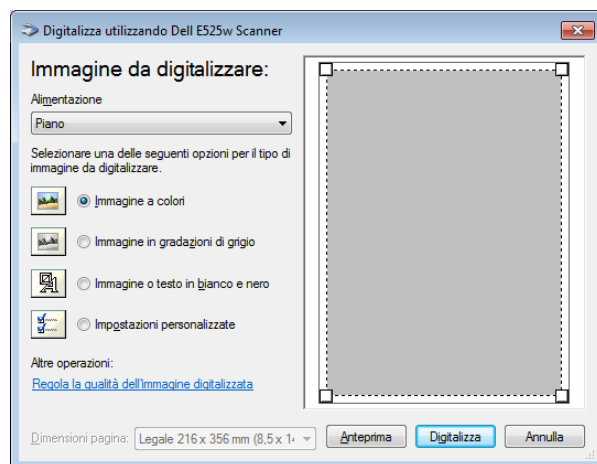 Digitalizza utilizzando Dell E525w Scanner
Immagine da digitalizzare:
Alimentazione
Piano
Selezionare una delle seguenti opzioni per il tipo di
immagine da digitalizzare.
Immagine a colori
Immagine in gradazioni di grigio
Immagine o testo in bianco e nero
Impostazioni personalizzate
Altre operazioni:
Regola la qualità dell'immagine digitalizzata
Dimensioni pagina: Legale 216 x 356 mm (8,5 x 1 Anteprima Digitalizza Annulla